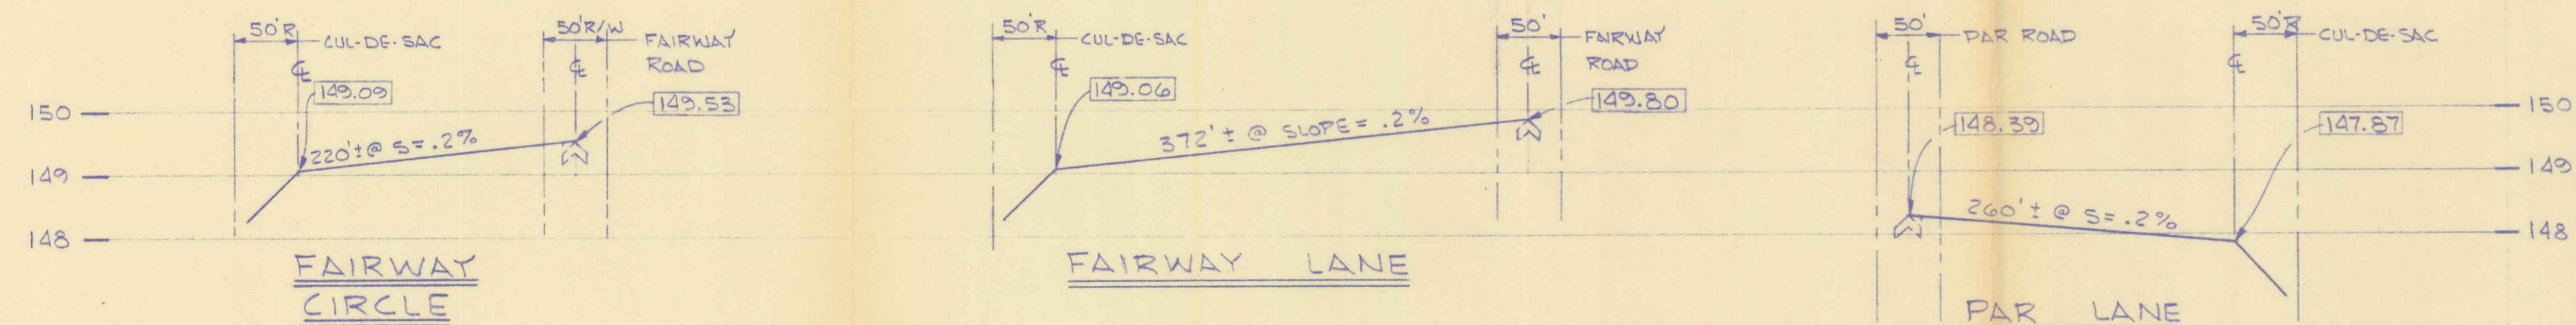 50'R
CUL-DE-SAC
℄
149.09
50'R/W
FAIRWAY
ROAD
℄
149.53
150
149
148
220'± @ S=.2%
FAIRWAY
CIRCLE
50'R
CUL-DE-SAC
℄
149.06
50'
FAIRWAY
ROAD
℄
149.80
372'± @ SLOPE = .2%
FAIRWAY LANE
50'
PAR ROAD
℄
148.39
50'R
CUL-DE-SAC
℄
147.87
260'± @ S=.2%
150
149
148
PAR LANE